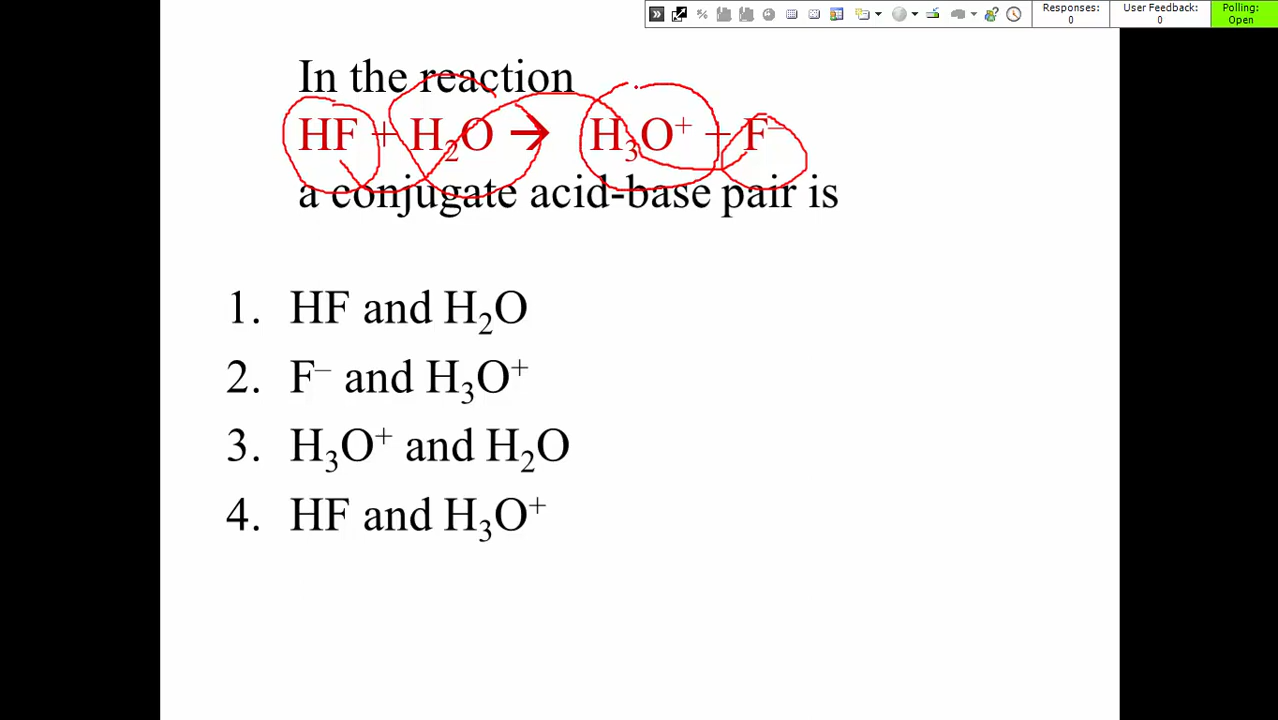 Responses:
0
User Feedback:
0
Polling:
Open
In the reaction
HF + H₂O → H₃O⁺ + F⁻
a conjugate acid-base pair is
1. HF and H₂O
2. F⁻ and H₃O⁺
3. H₃O⁺ and H₂O
4. HF and H₃O⁺